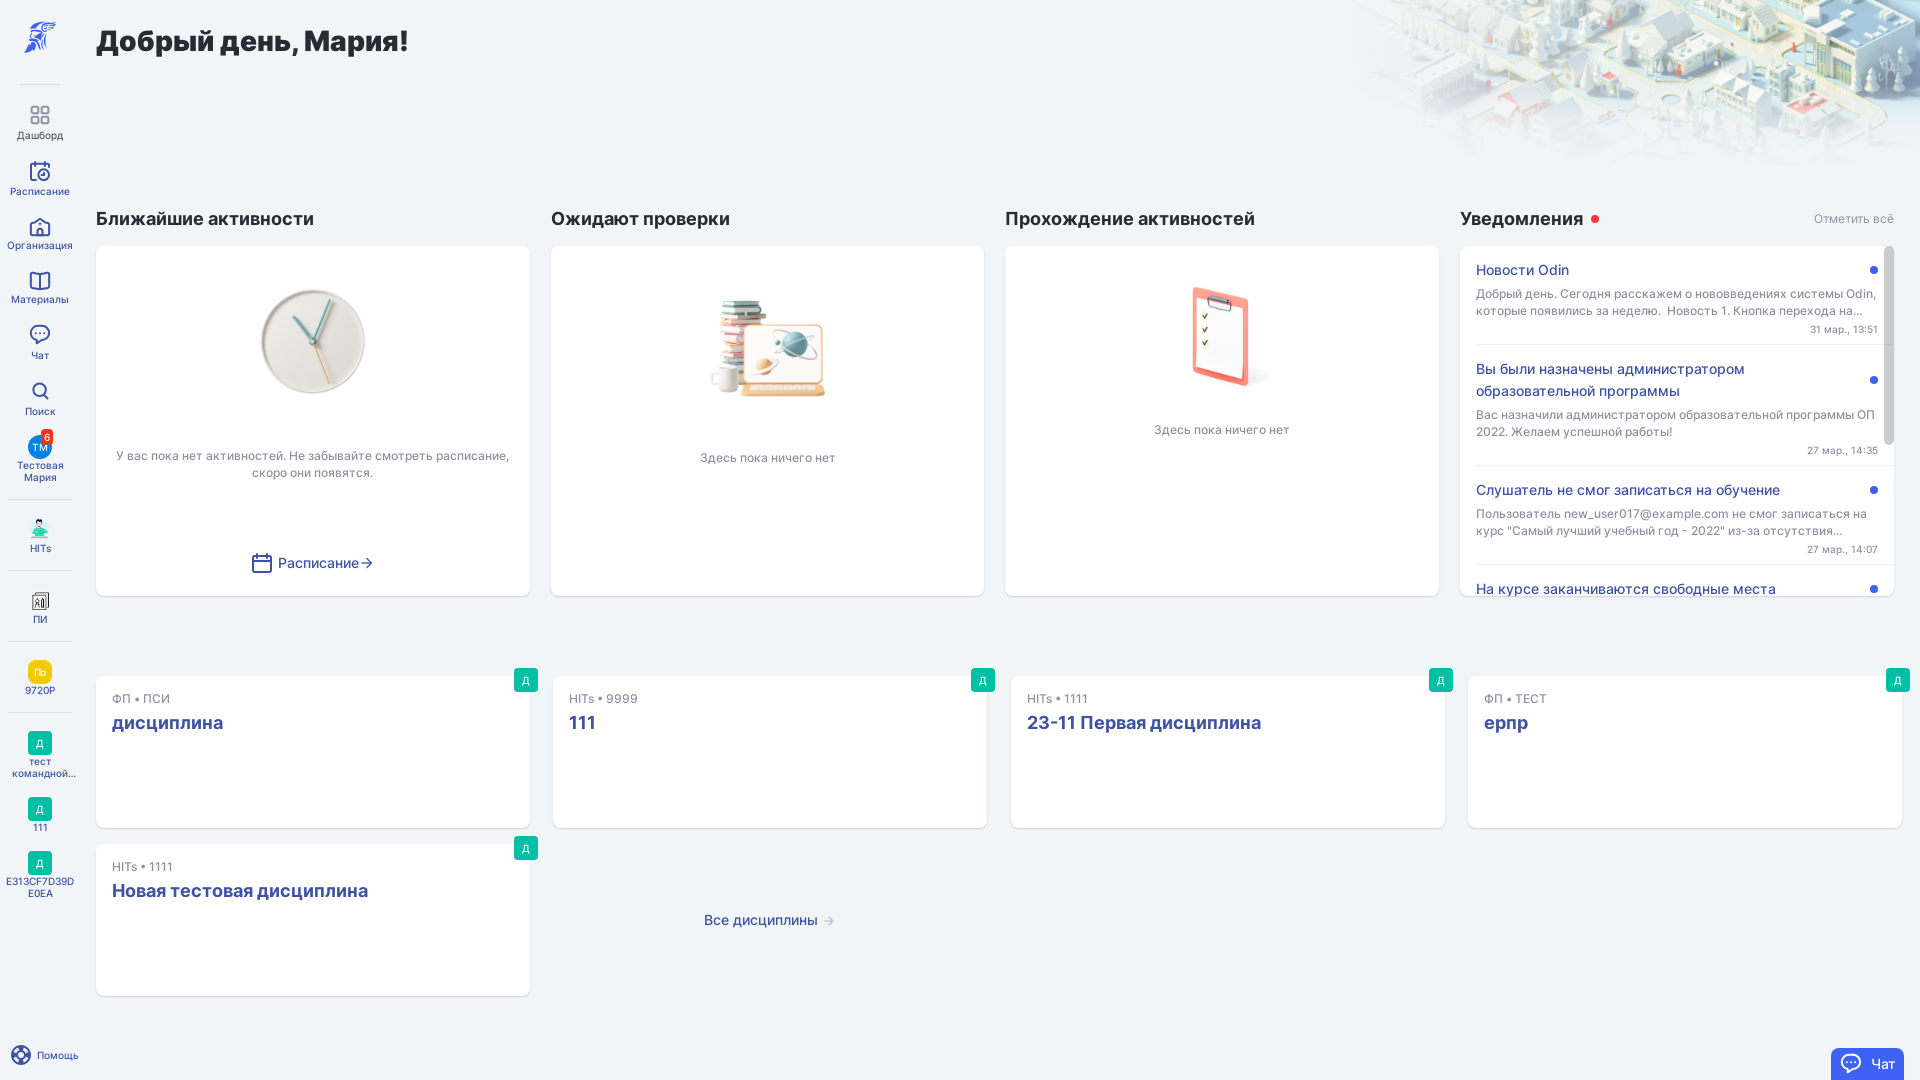 Добрый день, Мария!
Дашборд
Расписание
Организация
Материалы
Чат
Поиск
6
ТМ
Тестовая
Мария
HITs
ПИ
По
9720P
Д
тест
командной...
Д
111
Д
E313CF7D39D
E0EA
Помощь
Ближайшие активности
У вас пока нет активностей. Не забывайте смотреть расписание,
скоро они появятся.
Расписание
Ожидают проверки
Здесь пока ничего нет
Прохождение активностей
Здесь пока ничего нет
Уведомления
Отметить всё
Новости Odin
Добрый день. Сегодня расскажем о нововведениях системы Odin,
которые появились за неделю.  Новость 1. Кнопка перехода на...
31 мар., 13:51
Вы были назначены администратором
образовательной программы
Вас назначили администратором образовательной программы ОП
2022. Желаем успешной работы!
27 мар., 14:35
Слушатель не смог записаться на обучение
Пользователь new_user017@example.com не смог записаться на
курс "Самый лучший учебный год - 2022" из-за отсутствия...
27 мар., 14:07
На курсе заканчиваются свободные места
Д
ФП • ПСИ
дисциплина
Д
HITs • 9999
111
Д
HITs • 1111
23-11 Первая дисциплина
Д
ФП • ТЕСТ
ерпр
Д
HITs • 1111
Новая тестовая дисциплина
Все дисциплины
Чат